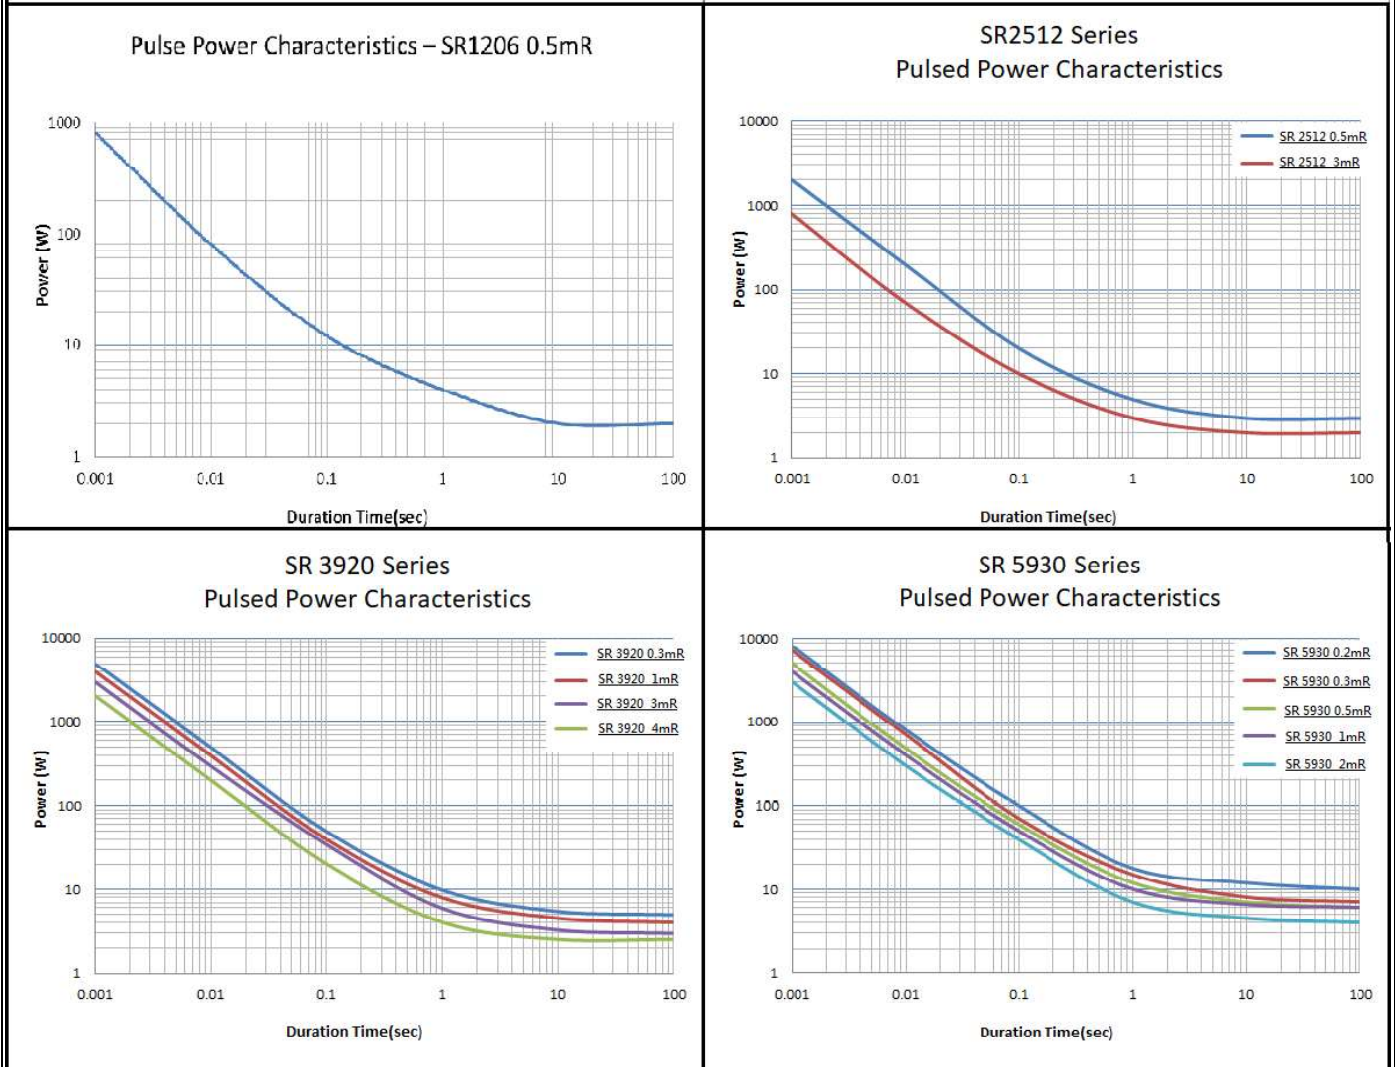 Pulse Power Characteristics – SR1206 0.5mR
1000
100
10
1
Power (W)
0.001 0.01 0.1 1 10 100
Duration Time(sec)
SR2512 Series
Pulsed Power Characteristics
10000
1000
100
10
1
Power (W)
SR 2512 0.5mR
SR 2512 3mR
0.001 0.01 0.1 1 10 100
Duration Time(sec)
SR 3920 Series
Pulsed Power Characteristics
10000
1000
100
10
1
Power (W)
SR 3920 0.3mR
SR 3920 1mR
SR 3920 3mR
SR 3920 4mR
0.001 0.01 0.1 1 10 100
Duration Time(sec)
SR 5930 Series
Pulsed Power Characteristics
10000
1000
100
10
1
Power (W)
SR 5930 0.2mR
SR 5930 0.3mR
SR 5930 0.5mR
SR 5930 1mR
SR 5930 2mR
0.001 0.01 0.1 1 10 100
Duration Time(sec)